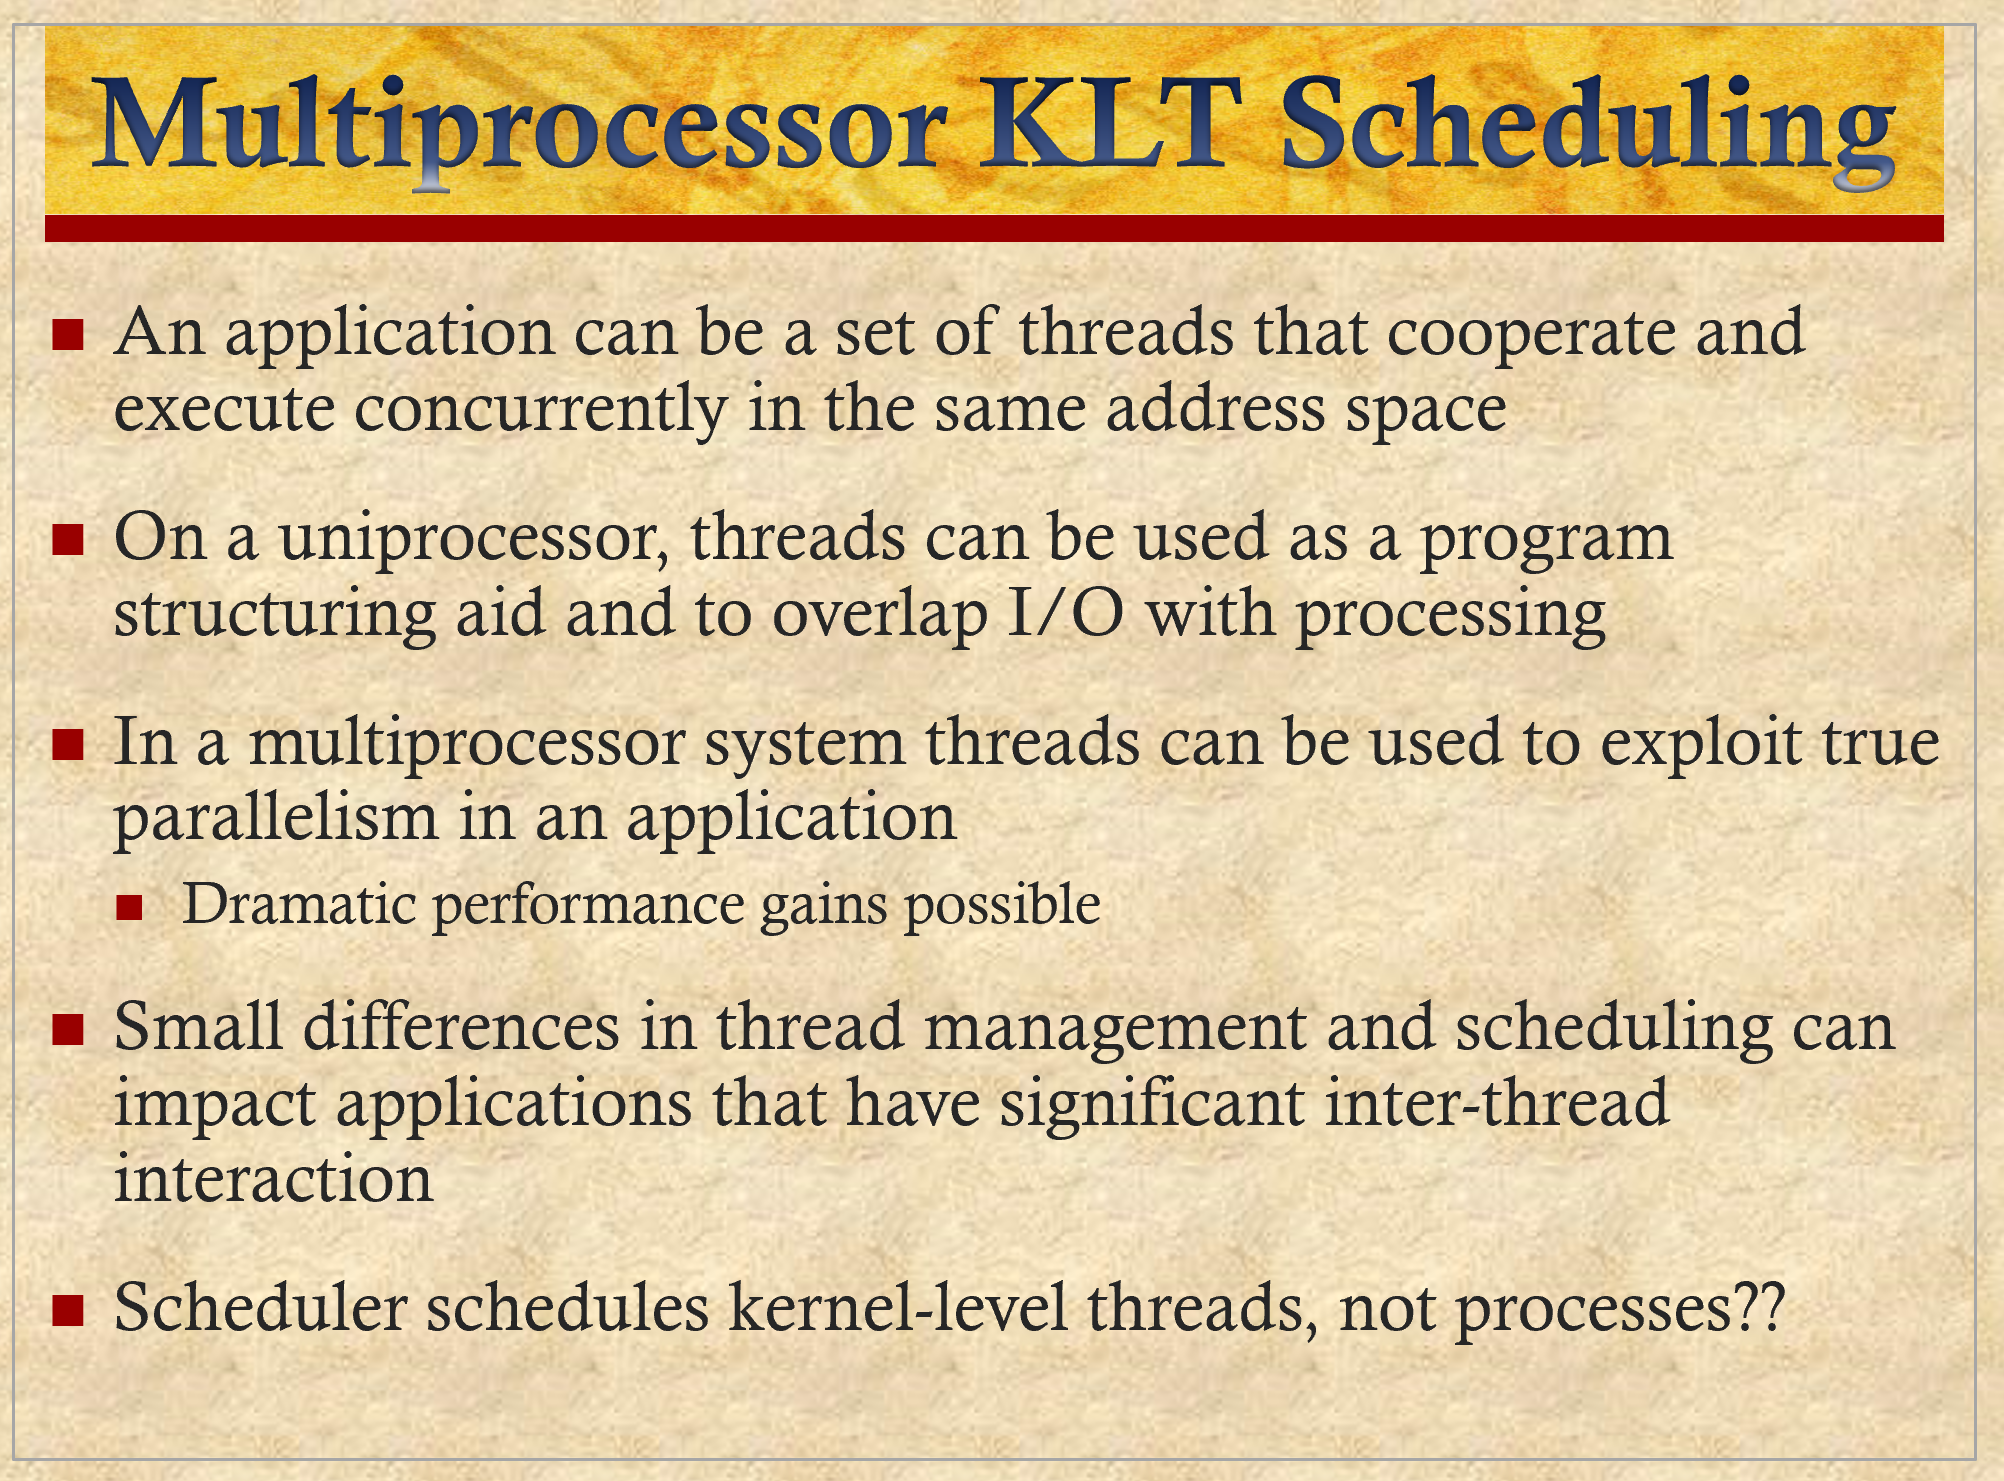 Multiprocessor KLT Scheduling
An application can be a set of threads that cooperate and
execute concurrently in the same address space
On a uniprocessor, threads can be used as a program
structuring aid and to overlap I/O with processing
In a multiprocessor system threads can be used to exploit true
parallelism in an application
Dramatic performance gains possible
Small differences in thread management and scheduling can
impact applications that have significant inter-thread
interaction
Scheduler schedules kernel-level threads, not processes??